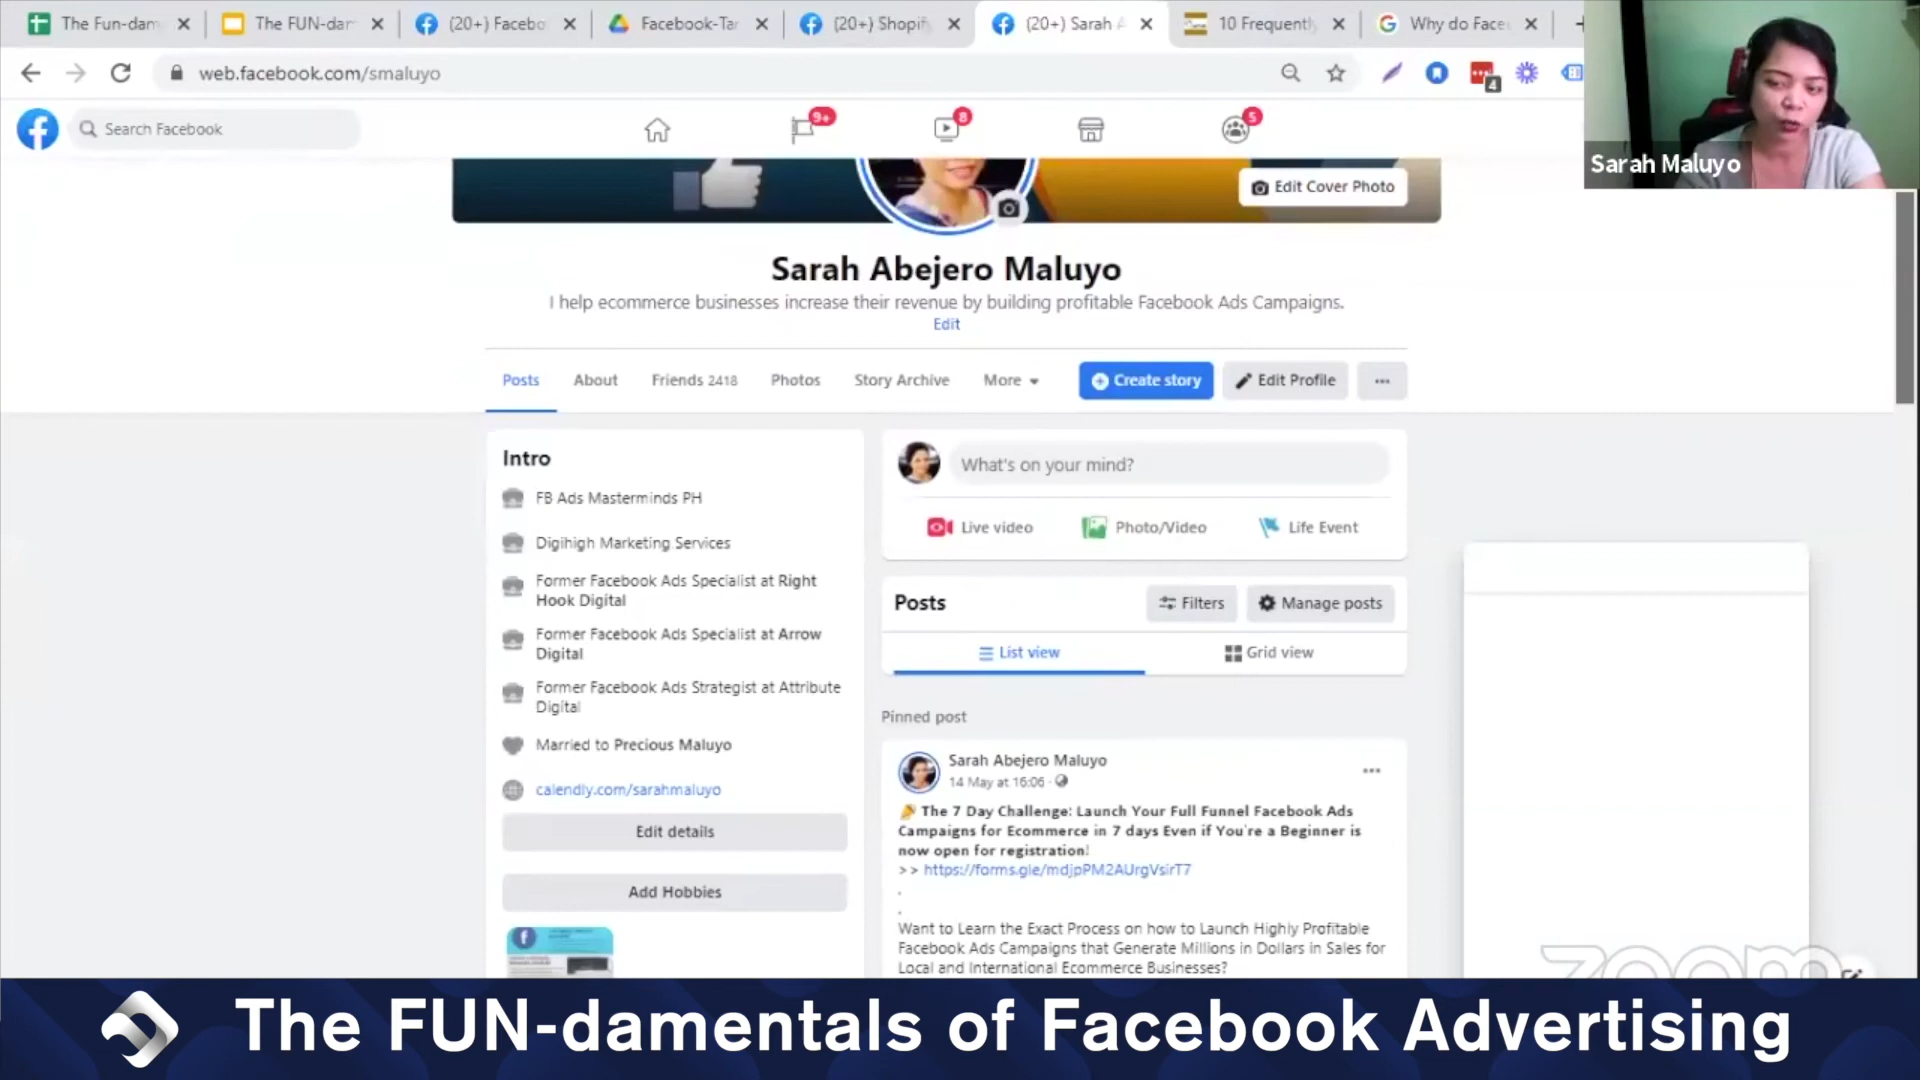 The Fun-dam
The FUN-dar
(20+) Facebo
Facebook-Tar
(20+) Shopif
(20+) Sarah A
10 Frequently
Why do Face
web.facebook.com/smaluyo
4
Search Facebook
9+
8
5
Sarah Maluyo
Edit Cover Photo
Sarah Abejero Maluyo
I help ecommerce businesses increase their revenue by building profitable Facebook Ads Campaigns.
Edit
Posts
About
Friends 2418
Photos
Story Archive
More
Create story
Edit Profile
Intro
FB Ads Masterminds PH
Digihigh Marketing Services
Former Facebook Ads Specialist at Right
Hook Digital
Former Facebook Ads Specialist at Arrow
Digital
Former Facebook Ads Strategist at Attribute
Digital
Married to Precious Maluyo
calendly.com/sarahmaluyo
Edit details
Add Hobbies
What's on your mind?
Live video
Photo/Video
Life Event
Posts
Filters
Manage posts
List view
Grid view
Pinned post
Sarah Abejero Maluyo
14 May at 16:06 ·
The 7 Day Challenge: Launch Your Full Funnel Facebook Ads
Campaigns for Ecommerce in 7 days Even if You're a Beginner is
now open for registration!
>> https://forms.gle/mdjpPM2AUrgVsirT7
.
.
Want to Learn the Exact Process on how to Launch Highly Profitable
Facebook Ads Campaigns that Generate Millions in Dollars in Sales for
Local and International Ecommerce Businesses?
zoom
The FUN-damentals of Facebook Advertising